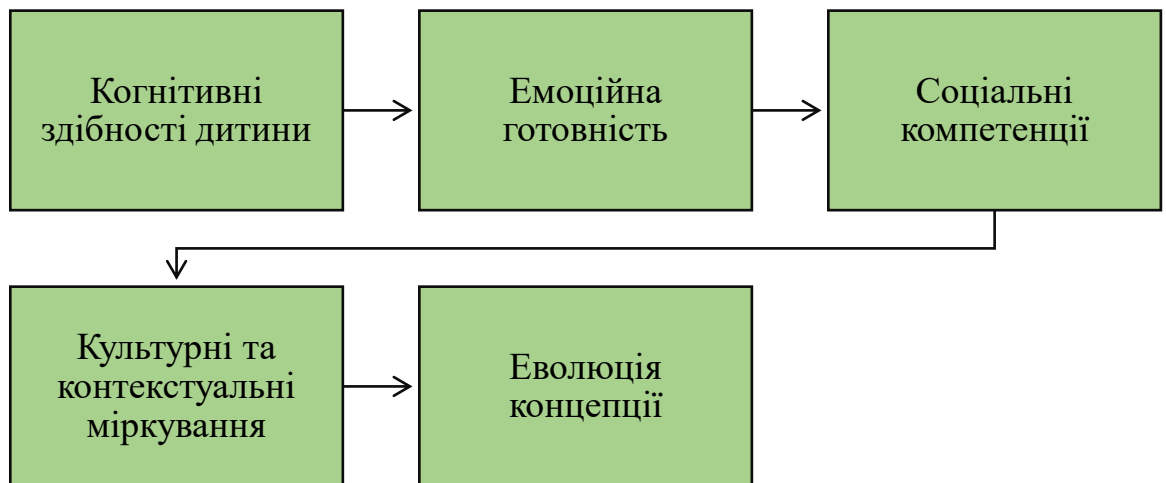 Когнітивні
здібності дитини
Емоційна
готовність
Соціальні
компетенції
Культурні та
контекстуальні
міркування
Еволюція
концепції